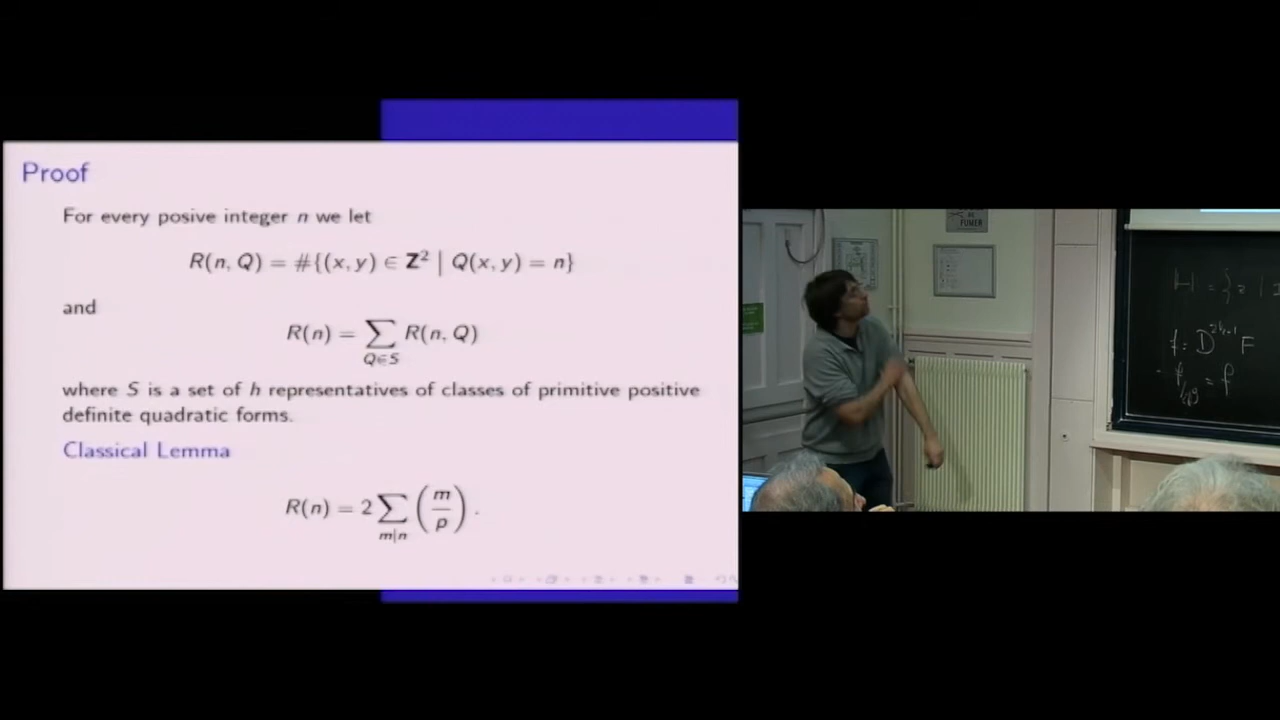 Proof
For every posive integer n we let
R(n, Q) = #{(x, y) ∈ Z² | Q(x, y) = n}
and
R(n) = ∑_{Q∈S} R(n, Q)
where S is a set of h representatives of classes of primitive positive
definite quadratic forms.
Classical Lemma
R(n) = 2 ∑_{m|n} (m/p).
FUMER
H = { z |